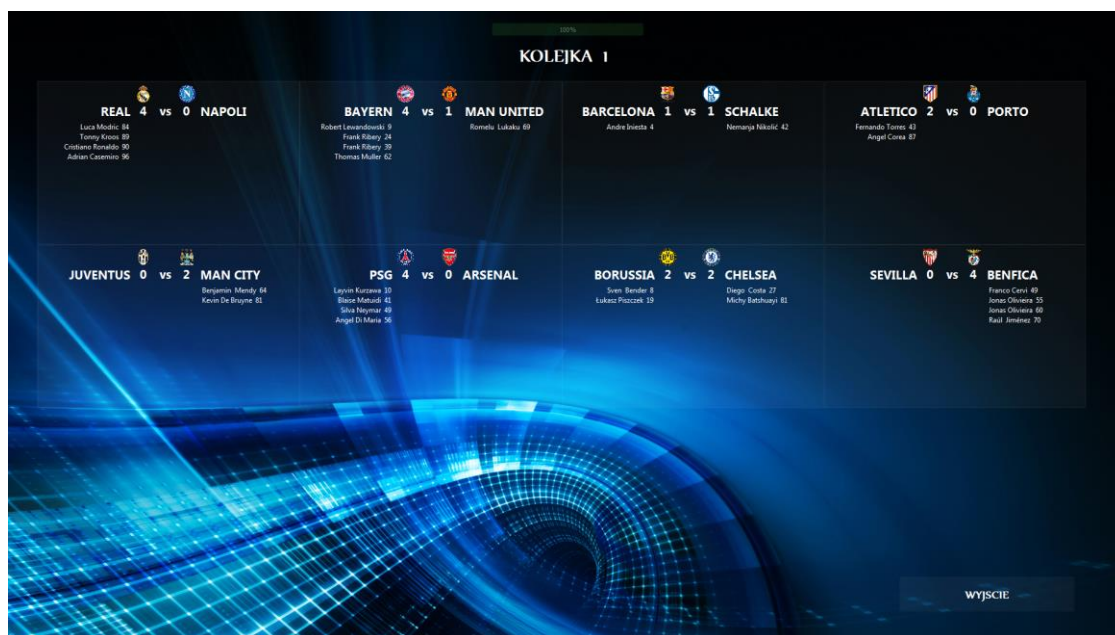 100%
KOLEJKA 1
REAL 4 vs 0 NAPOLI
Luca Modric 84
Tonny Kroos 89
Cristiano Ronaldo 90
Adrian Casemiro 96
BAYERN 4 vs 1 MAN UNITED
Robert Lewandowski 9
Frank Ribery 24
Frank Ribery 39
Thomas Muller 62
Romelu Lukaku 69
BARCELONA 1 vs 1 SCHALKE
Andre Iniesta 4
Nemanja Nikolić 42
ATLETICO 2 vs 0 PORTO
Fernando Torres 43
Angel Corea 87
JUVENTUS 0 vs 2 MAN CITY
Benjamin Mendy 64
Kevin De Bruyne 81
PSG 4 vs 0 ARSENAL
Layvin Kurzawa 10
Blaise Matuidi 41
Silva Neymar 49
Angel Di Maria 56
BORUSSIA 2 vs 2 CHELSEA
Sven Bender 8
Łukasz Piszczek 19
Diego Costa 27
Michy Batshuayi 81
SEVILLA 0 vs 4 BENFICA
Franco Cervi 49
Jonas Olivieira 55
Jonas Olivieira 60
Raúl Jiménez 70
WYJSCIE